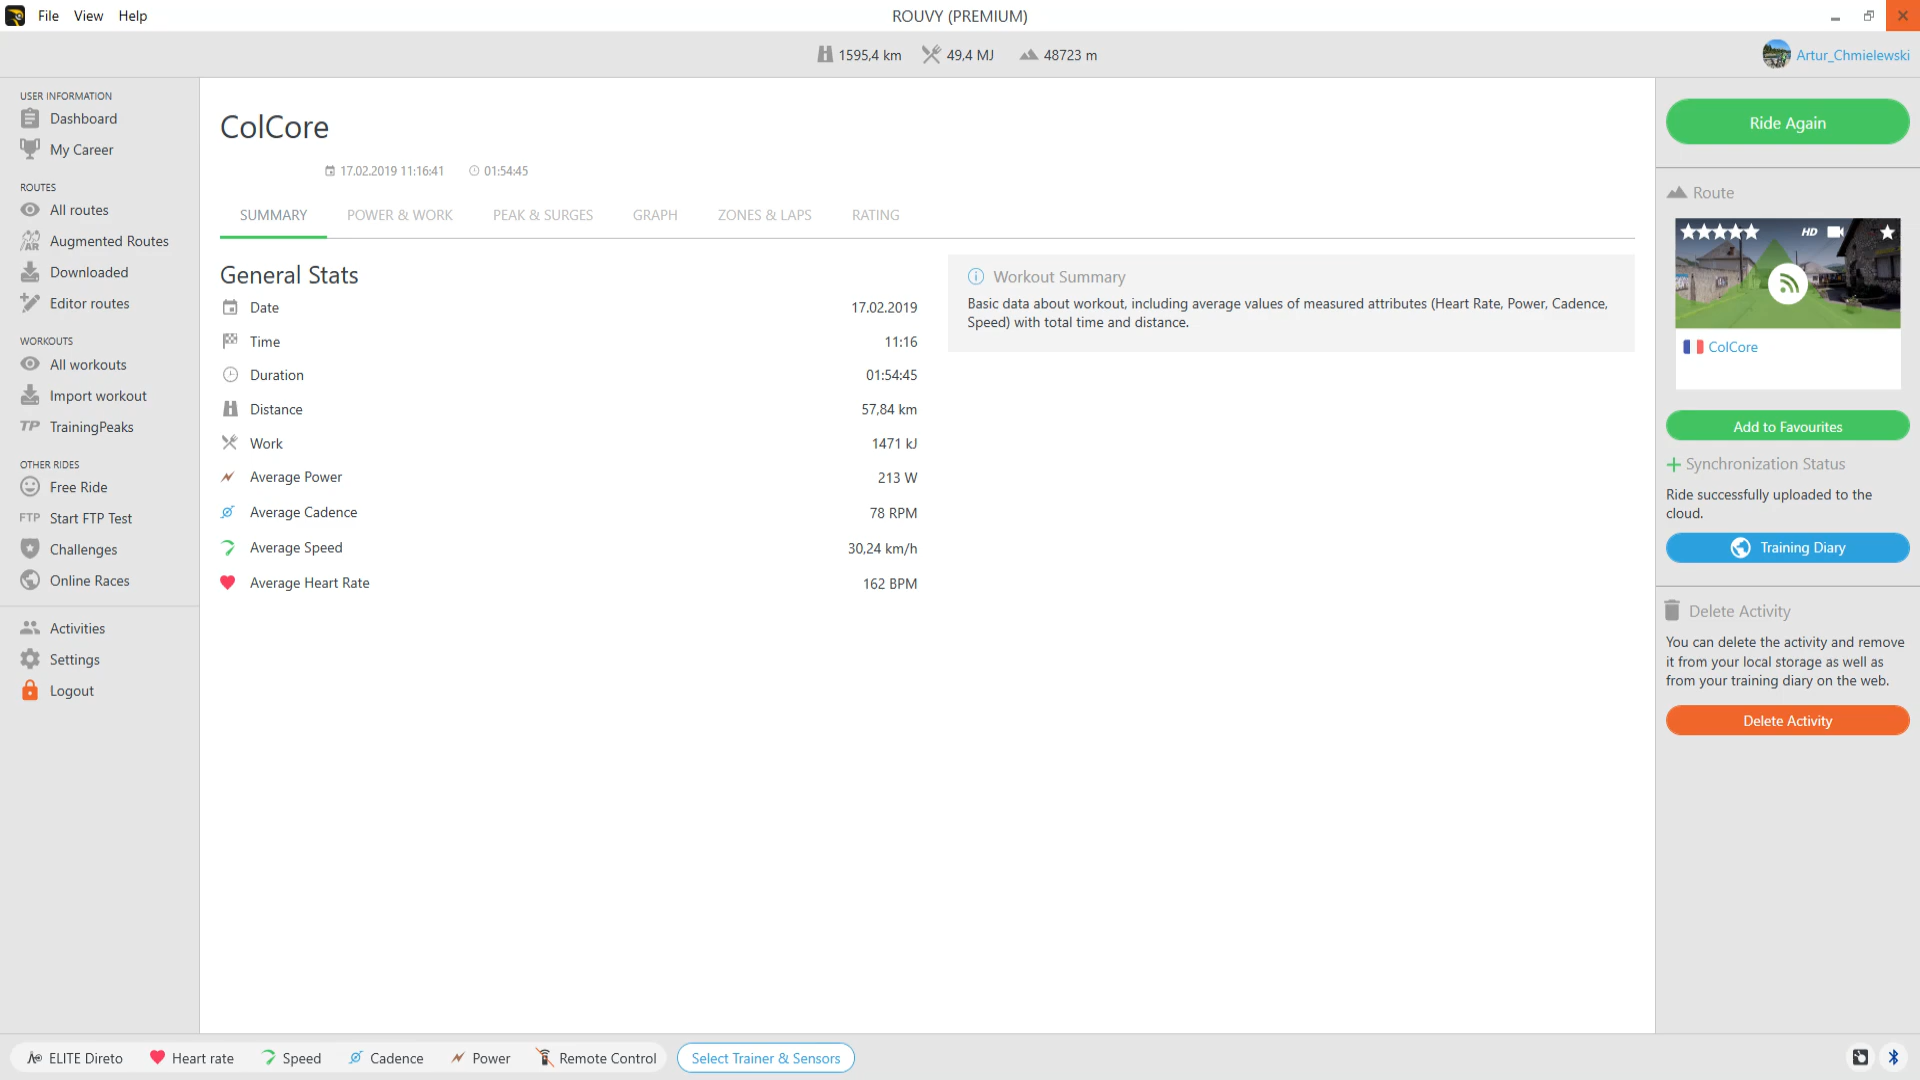 File View Help
ROUVY (PREMIUM)
1595,4 km 49,4 MJ 48723 m
Artur_Chmielewski
USER INFORMATION
Dashboard
My Career
ROUTES
All routes
AR Augmented Routes
Downloaded
Editor routes
WORKOUTS
All workouts
Import workout
TP TrainingPeaks
OTHER RIDES
Free Ride
FTP Start FTP Test
Challenges
Online Races
Activities
Settings
Logout
ColCore
17.02.2019 11:16:41 01:54:45
SUMMARY POWER & WORK PEAK & SURGES GRAPH ZONES & LAPS RATING
General Stats
Date 17.02.2019
Time 11:16
Duration 01:54:45
Distance 57,84 km
Work 1471 kJ
Average Power 213 W
Average Cadence 78 RPM
Average Speed 30,24 km/h
Average Heart Rate 162 BPM
Workout Summary
Basic data about workout, including average values of measured attributes (Heart Rate, Power, Cadence,
Speed) with total time and distance.
Ride Again
Route
HD
ColCore
Add to Favourites
Synchronization Status
Ride successfully uploaded to the
cloud.
Training Diary
Delete Activity
You can delete the activity and remove
it from your local storage as well as
from your training diary on the web.
Delete Activity
ELITE Direto Heart rate Speed Cadence Power Remote Control Select Trainer & Sensors